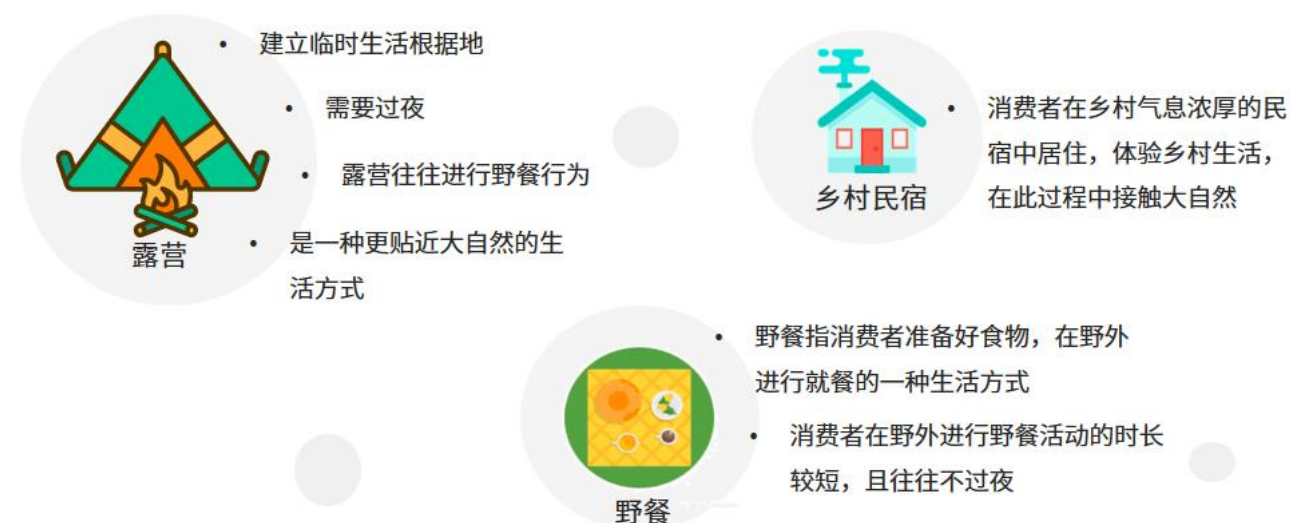 • 建立临时生活根据地
• 需要过夜
• 露营往往进行野餐行为
• 是一种更贴近大自然的生
活方式
露营
• 消费者在乡村气息浓厚的民
宿中居住，体验乡村生活，
在此过程中接触大自然
乡村民宿
• 野餐指消费者准备好食物，在野外
进行就餐的一种生活方式
• 消费者在野外进行野餐活动的时长
较短，且往往不过夜
野餐